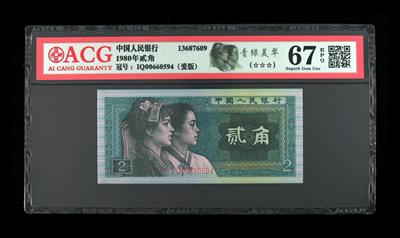 ACG
AI CANG GUARANTY
中国人民银行 13687609
1980年贰角
冠号：IQ00660594（爱版）
青绿美翠
（☆☆☆）
67 EPQ
Superb Gem Unc
中国人民银行
贰角
2
2